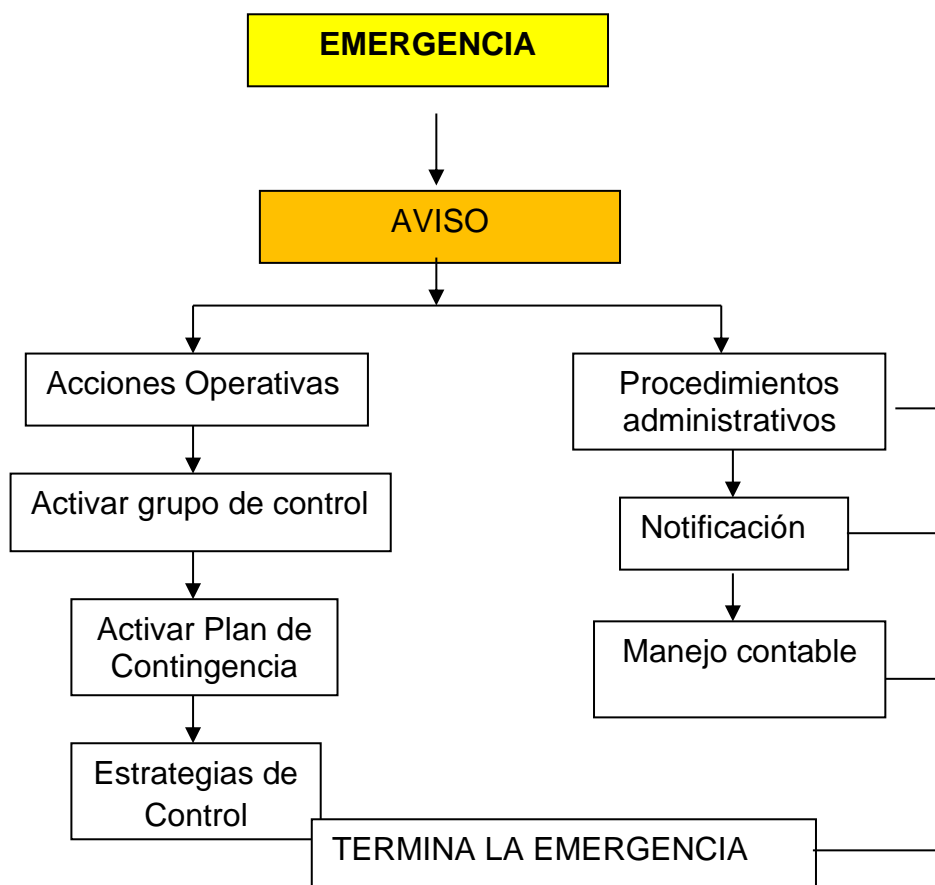 EMERGENCIA
AVISO
Acciones Operativas
Procedimientos
administrativos
Activar grupo de control
Notificación
Activar Plan de
Contingencia
Manejo contable
Estrategias de
Control
TERMINA LA EMERGENCIA